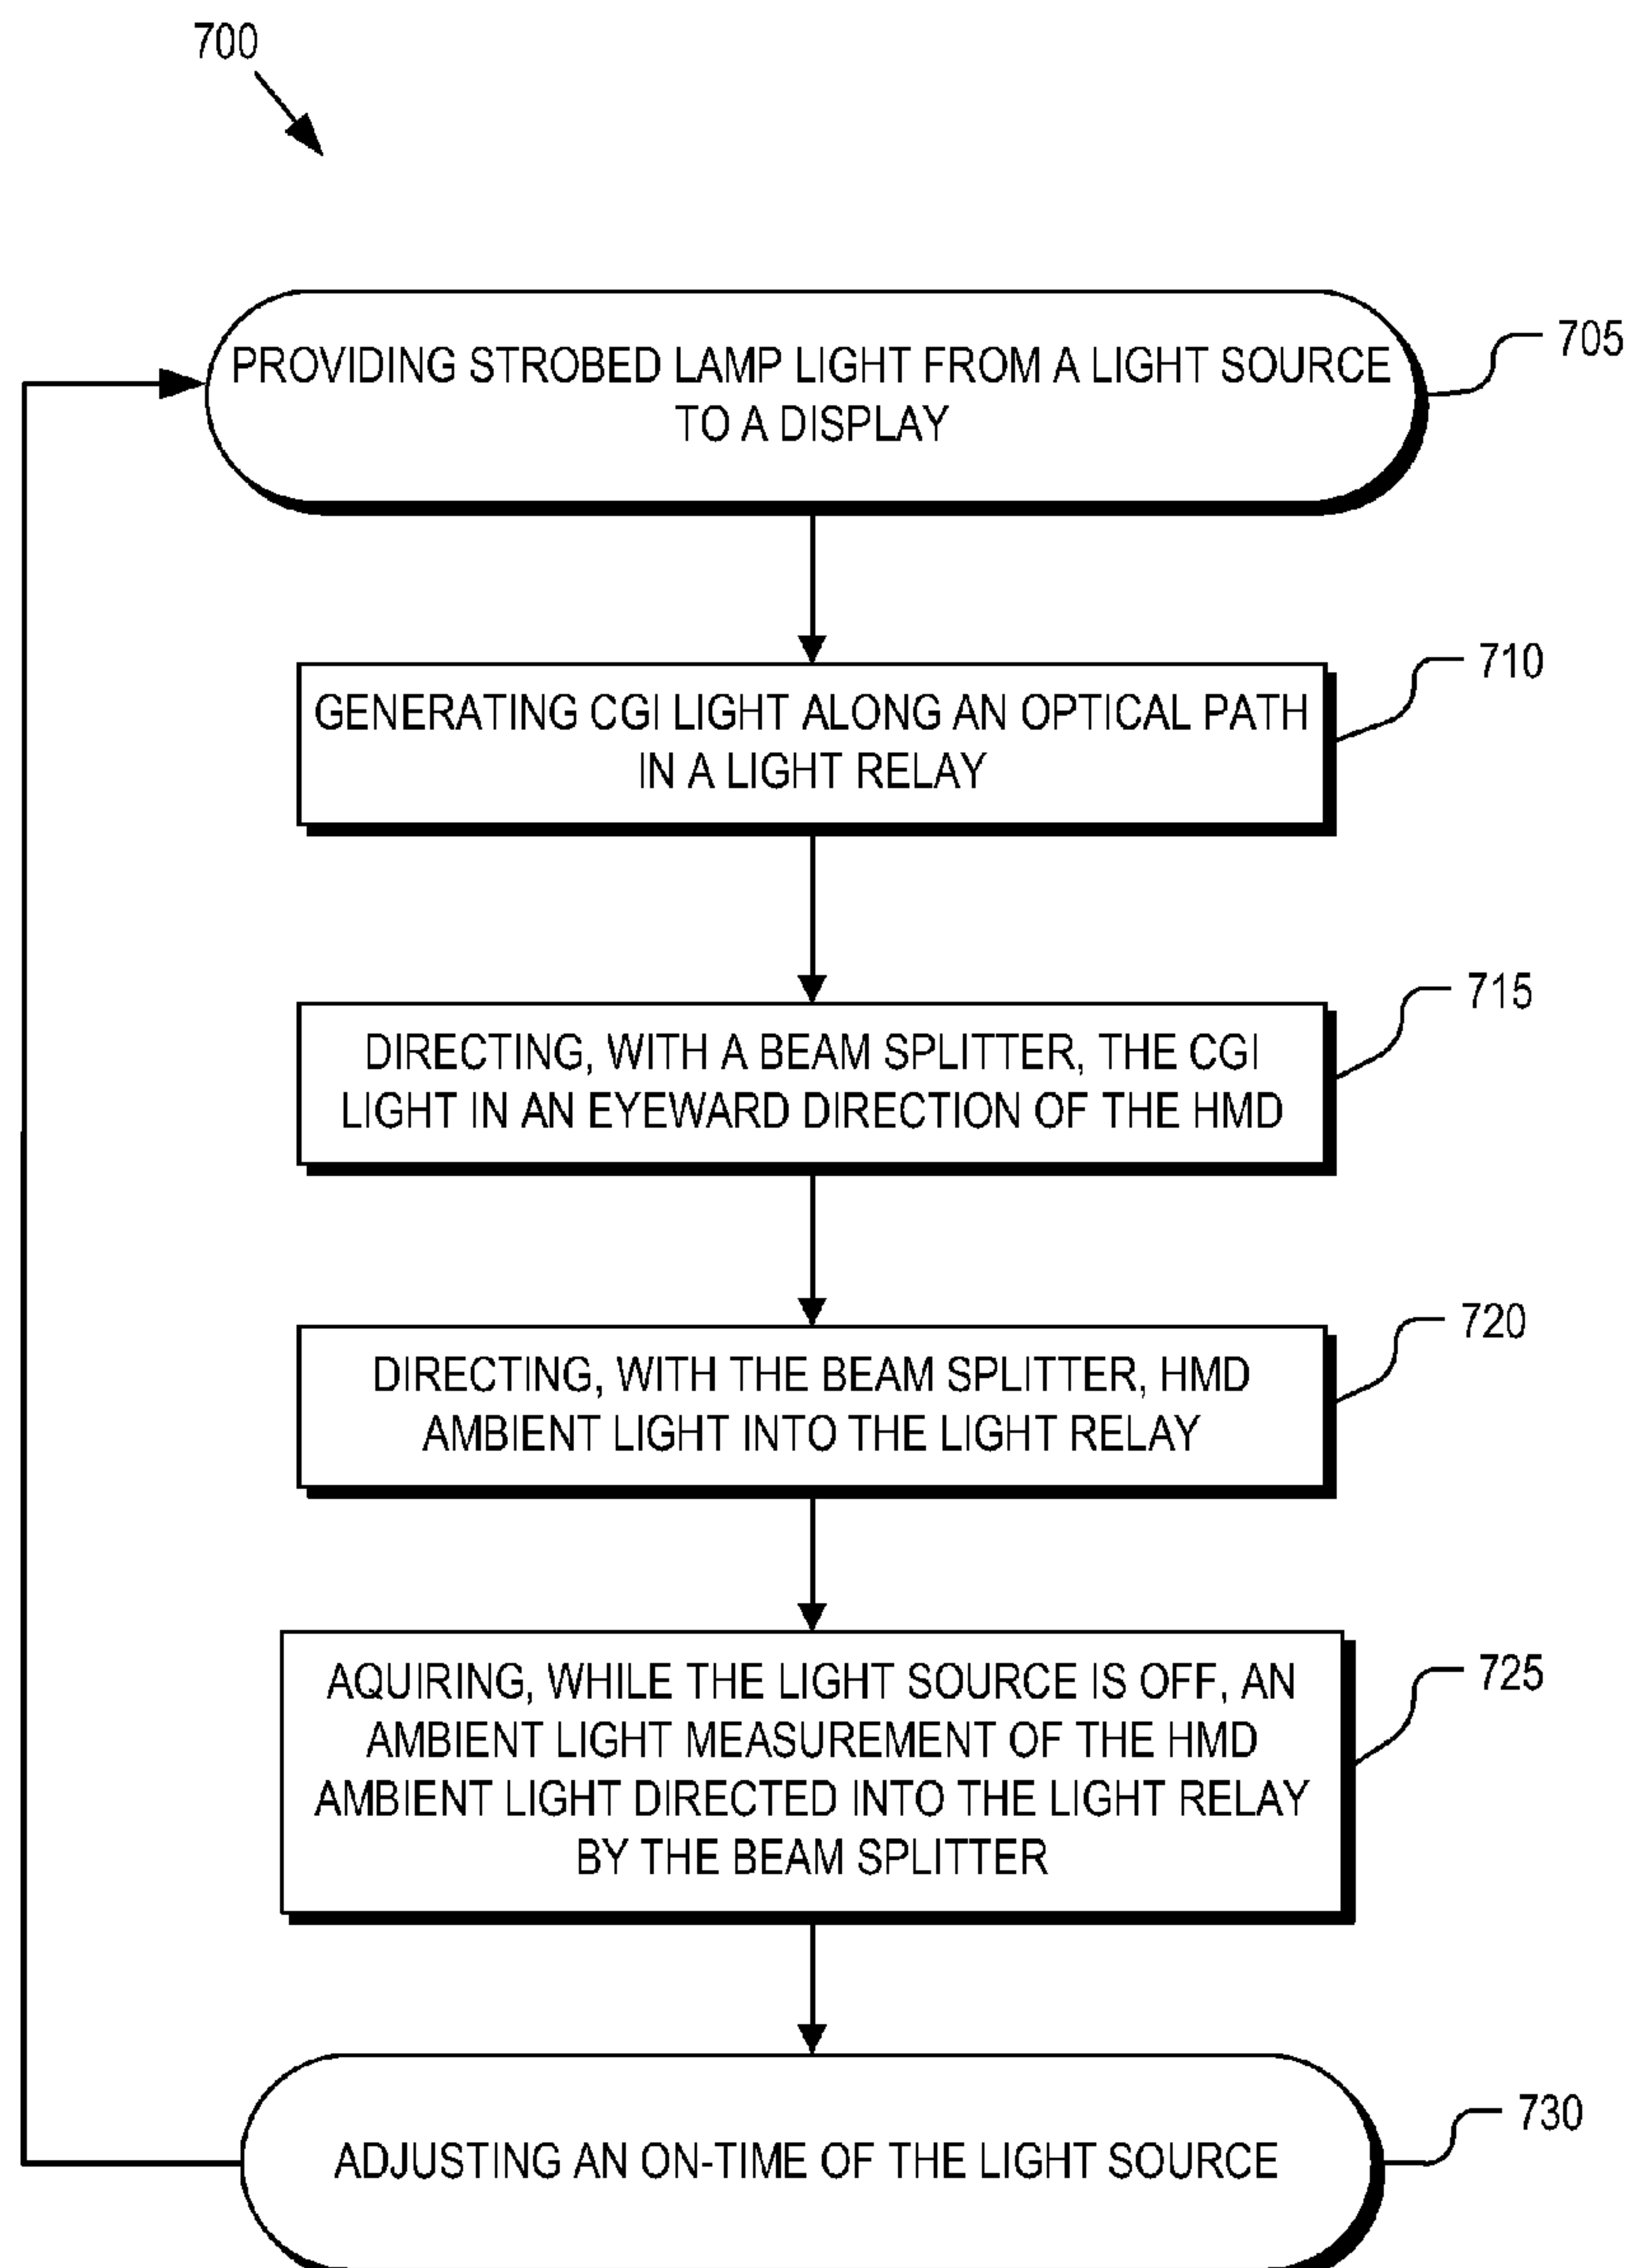 700
PROVIDING STROBED LAMP LIGHT FROM A LIGHT SOURCE
TO A DISPLAY
705
GENERATING CGI LIGHT ALONG AN OPTICAL PATH
IN A LIGHT RELAY
710
DIRECTING, WITH A BEAM SPLITTER, THE CGI
LIGHT IN AN EYEWARD DIRECTION OF THE HMD
715
DIRECTING, WITH THE BEAM SPLITTER, HMD
AMBIENT LIGHT INTO THE LIGHT RELAY
720
AQUIRING, WHILE THE LIGHT SOURCE IS OFF, AN
AMBIENT LIGHT MEASUREMENT OF THE HMD
AMBIENT LIGHT DIRECTED INTO THE LIGHT RELAY
BY THE BEAM SPLITTER
725
ADJUSTING AN ON-TIME OF THE LIGHT SOURCE
730